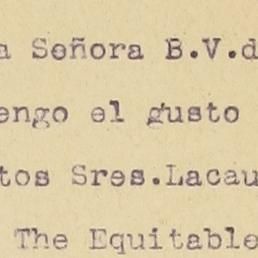 a Señora B.V.d
engo el gusto
tos Sres.Lacau
The Equitable